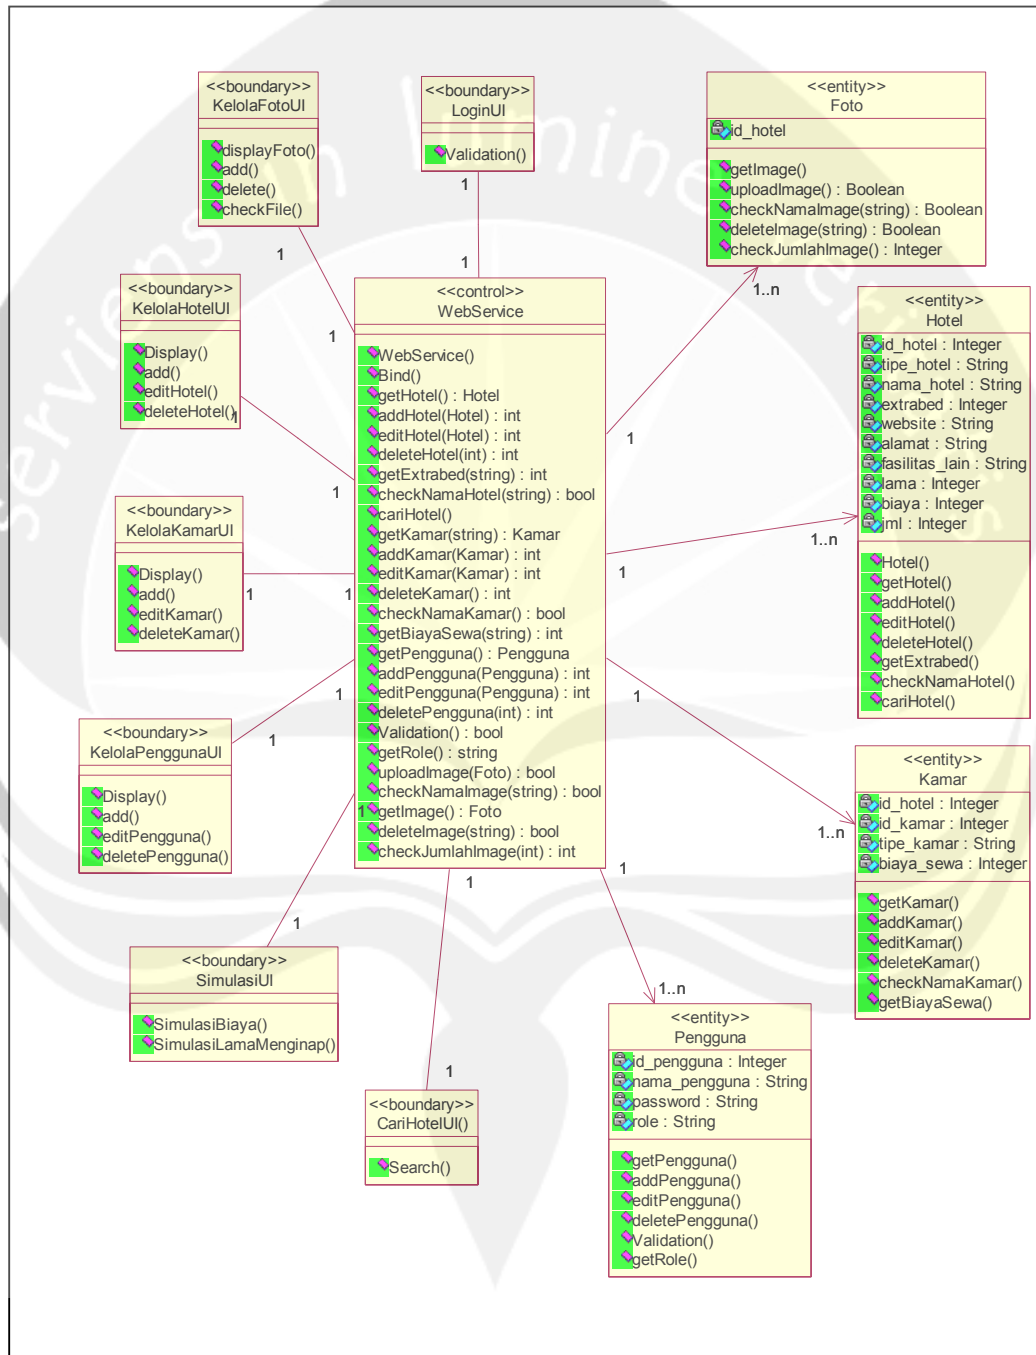 <<boundary>>
KelolaFotoUI
displayFoto()
add()
delete()
checkFile()
1
1
<<boundary>>
LoginUI
Validation()
1
1
<<entity>>
Foto
id_hotel
getImage()
uploadImage() : Boolean
checkNamaImage(string) : Boolean
deleteImage(string) : Boolean
checkJumlahImage() : Integer
1..n
1
<<boundary>>
KelolaHotelUI
Display()
add()
editHotel()
deleteHotel()
1
1
<<control>>
WebService
WebService()
Bind()
getHotel() : Hotel
addHotel(Hotel) : int
editHotel(Hotel) : int
deleteHotel(int) : int
getExtrabed(string) : int
checkNamaHotel(string) : bool
cariHotel()
getKamar(string) : Kamar
addKamar(Kamar) : int
editKamar(Kamar) : int
deleteKamar() : int
checkNamaKamar() : bool
getBiayaSewa(string) : int
getPengguna() : Pengguna
addPengguna(Pengguna) : int
editPengguna(Pengguna) : int
deletePengguna(int) : int
Validation() : bool
getRole() : string
uploadImage(Foto) : bool
checkNamaImage(string) : bool
getImage() : Foto
deleteImage(string) : bool
checkJumlahImage(int) : int
<<entity>>
Hotel
id_hotel : Integer
tipe_hotel : String
nama_hotel : String
extrabed : Integer
website : String
alamat : String
fasilitas_lain : String
lama : Integer
biaya : Integer
jml : Integer
Hotel()
getHotel()
addHotel()
editHotel()
deleteHotel()
getExtrabed()
checkNamaHotel()
cariHotel()
1..n
1
<<boundary>>
KelolaKamarUI
Display()
add()
editKamar()
deleteKamar()
1
1
<<boundary>>
KelolaPenggunaUI
Display()
add()
editPengguna()
deletePengguna()
1
1
<<entity>>
Kamar
id_hotel : Integer
id_kamar : Integer
tipe_kamar : String
biaya_sewa : Integer
getKamar()
addKamar()
editKamar()
deleteKamar()
checkNamaKamar()
getBiayaSewa()
1
1..n
<<boundary>>
SimulasiUI
SimulasiBiaya()
SimulasiLamaMenginap()
1
1
<<boundary>>
CariHotelUI()
Search()
1
1
<<entity>>
Pengguna
id_pengguna : Integer
nama_pengguna : String
password : String
role : String
getPengguna()
addPengguna()
editPengguna()
deletePengguna()
Validation()
getRole()
1
1..n
serviens in lumine veritatis